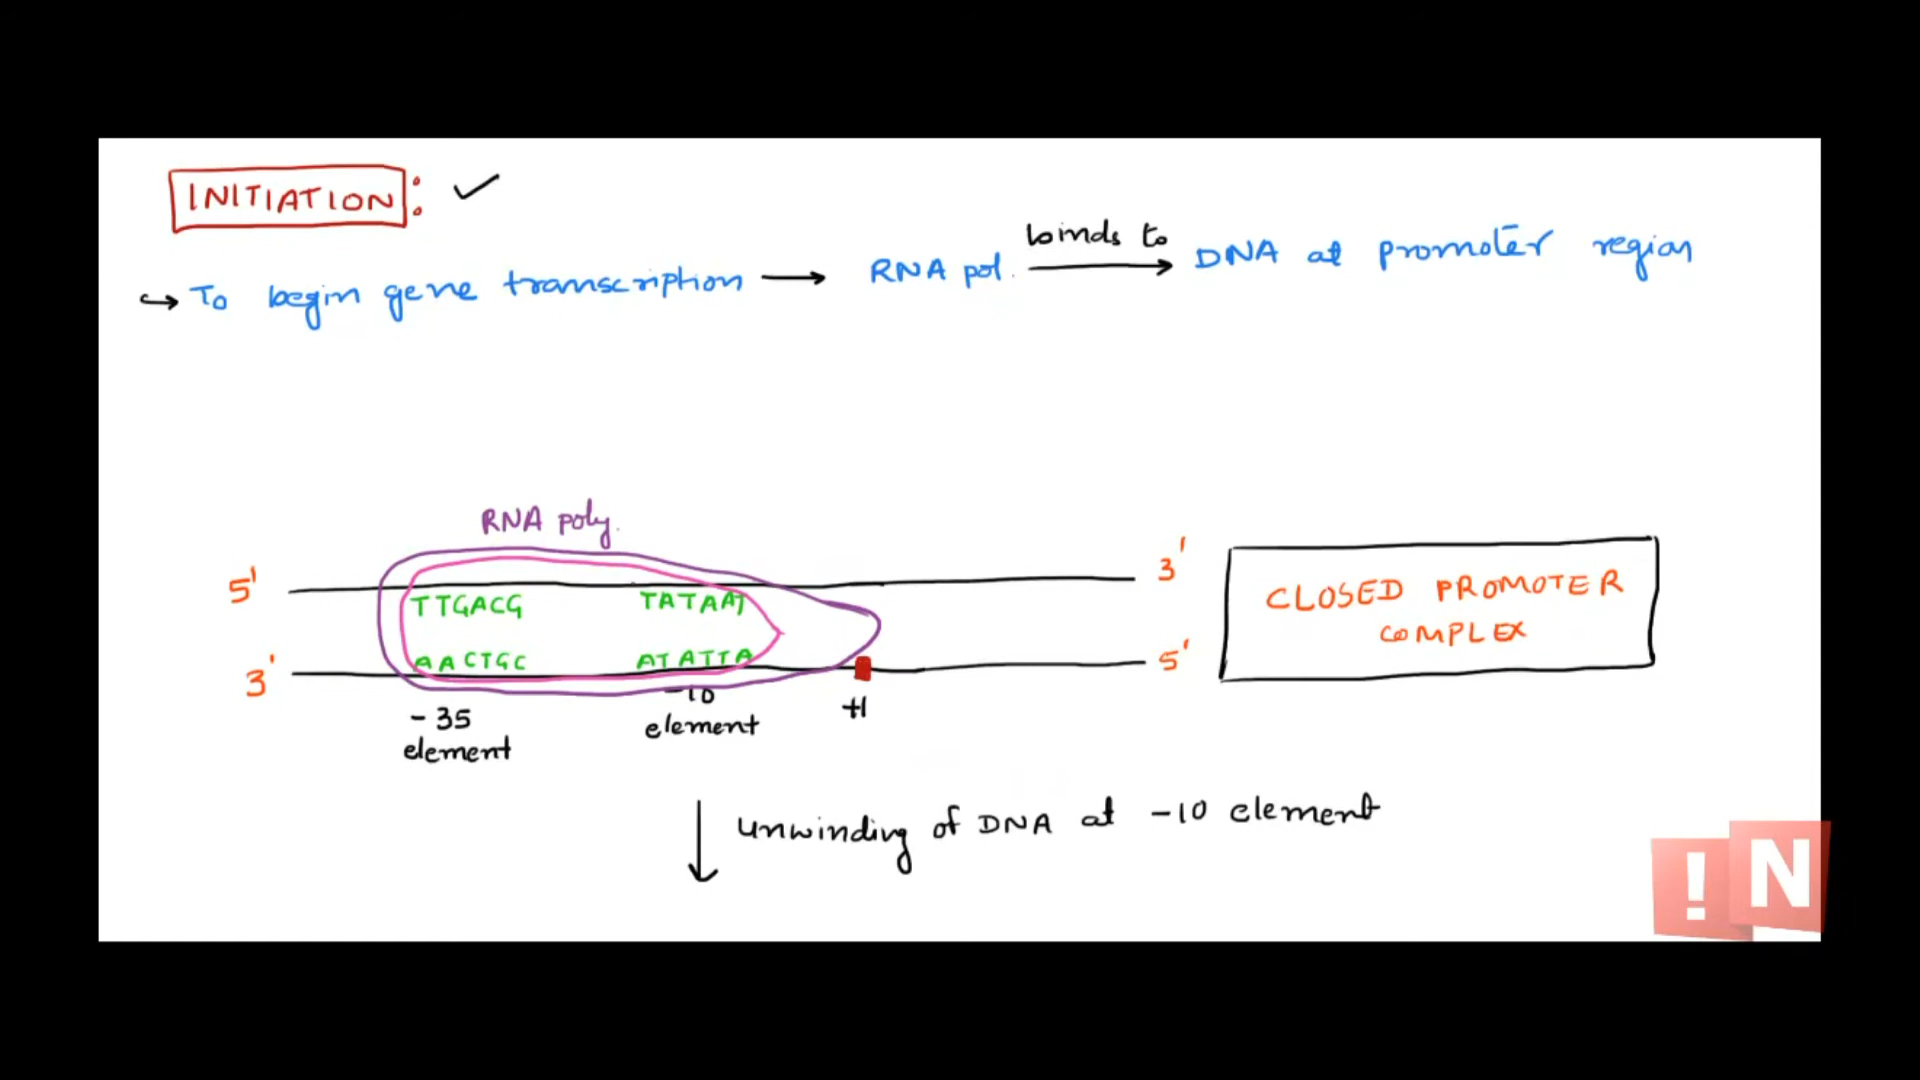 INITIATION :
↪ To begin gene transcription → RNA pol. binds to → DNA at promoter region
RNA poly.
5' 3'
TTGACG TATAAT
AACTGC ATATTA
3' 5'
CLOSED PROMOTER
COMPLEX
-35
element
-10
element
+1
↓ unwinding of DNA at -10 element
!N